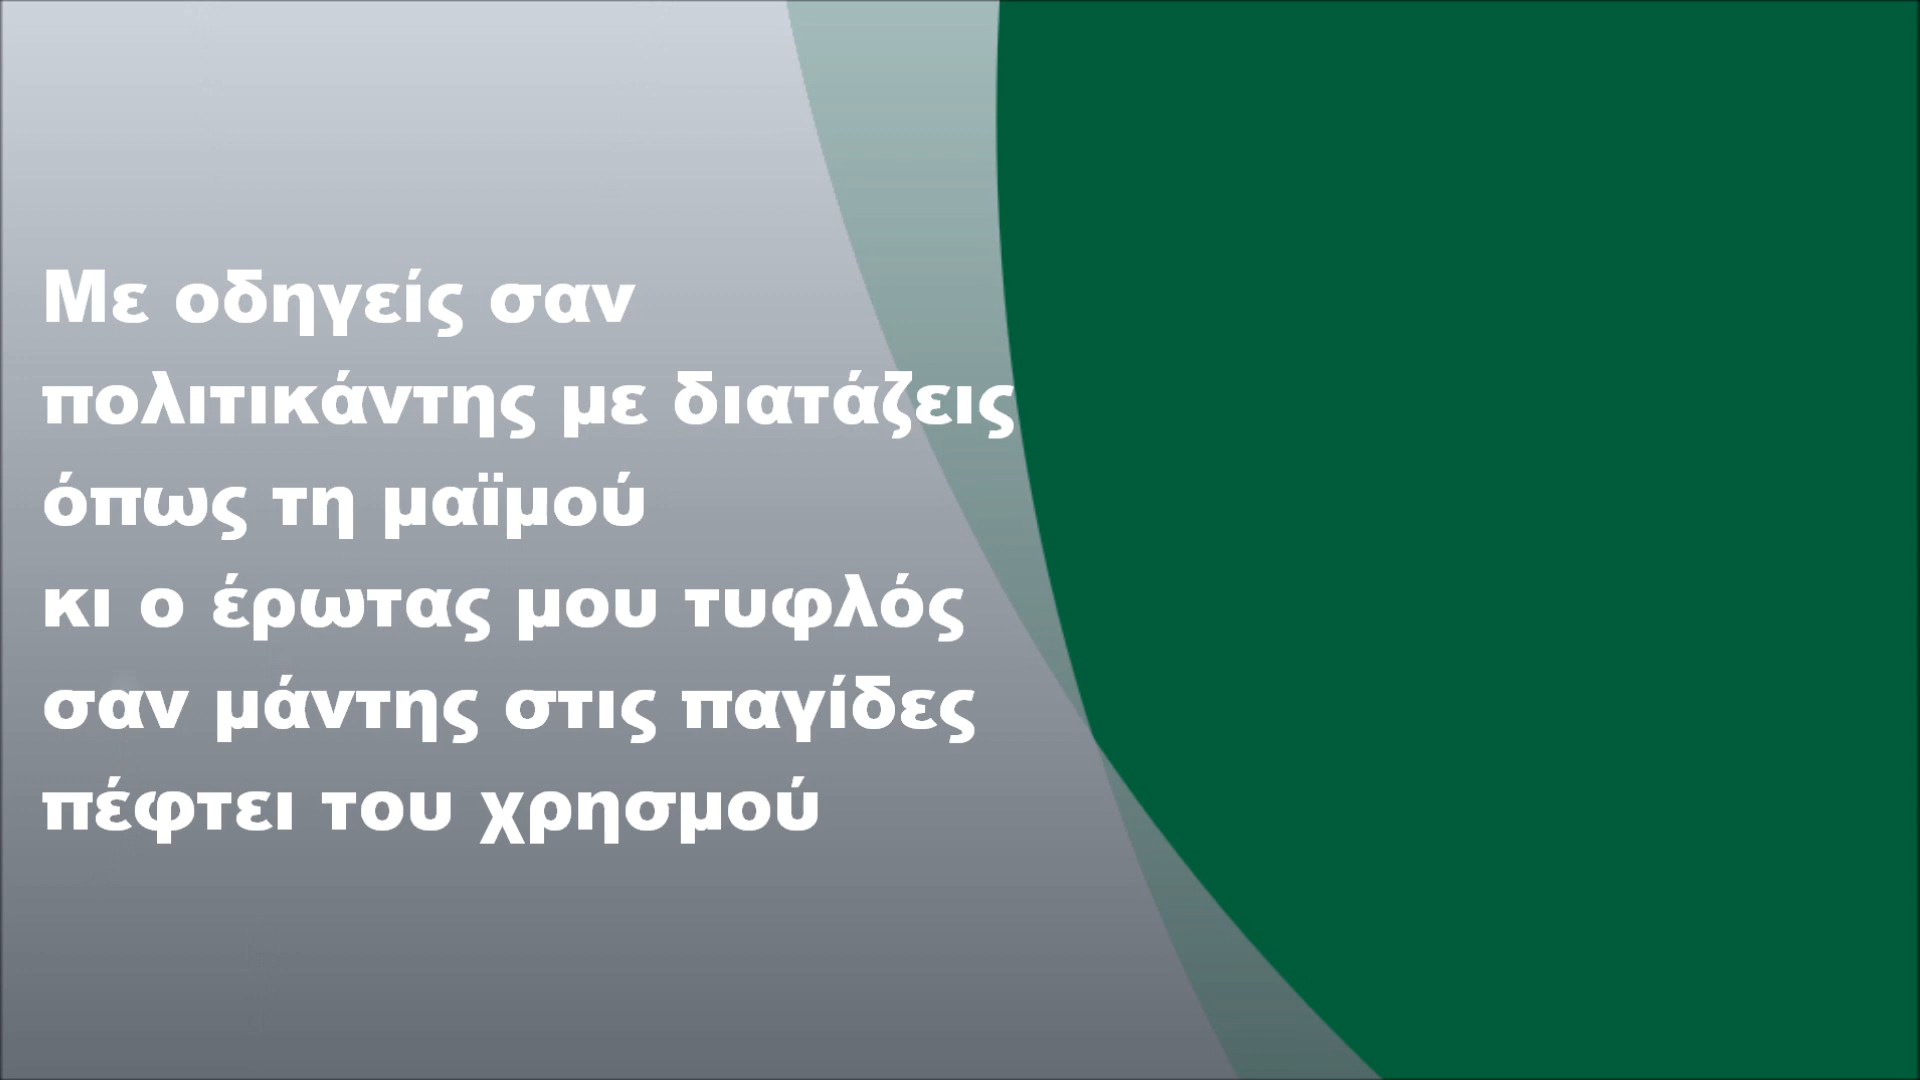 Με οδηγείς σαν
πολιτικάντης με διατάζεις
όπως τη μαϊμού
κι ο έρωτας μου τυφλός
σαν μάντης στις παγίδες
πέφτει του χρησμού